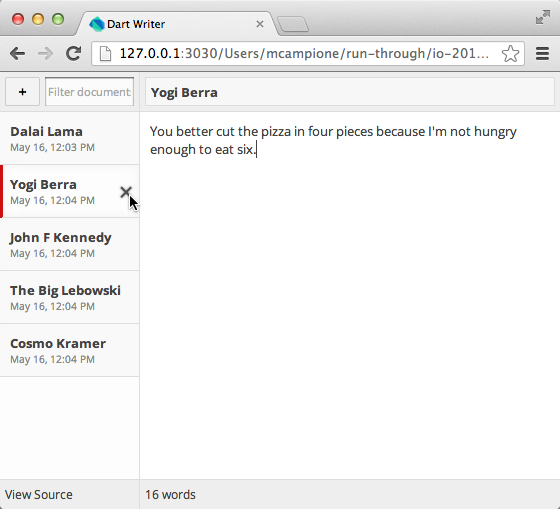 Dart Writer
127.0.0.1:3030/Users/mcampione/run-through/io-201...
+ Filter document Yogi Berra
Dalai Lama
May 16, 12:03 PM
Yogi Berra
May 16, 12:04 PM
John F Kennedy
May 16, 12:04 PM
The Big Lebowski
May 16, 12:04 PM
Cosmo Kramer
May 16, 12:04 PM
You better cut the pizza in four pieces because I'm not hungry
enough to eat six.
View Source
16 words